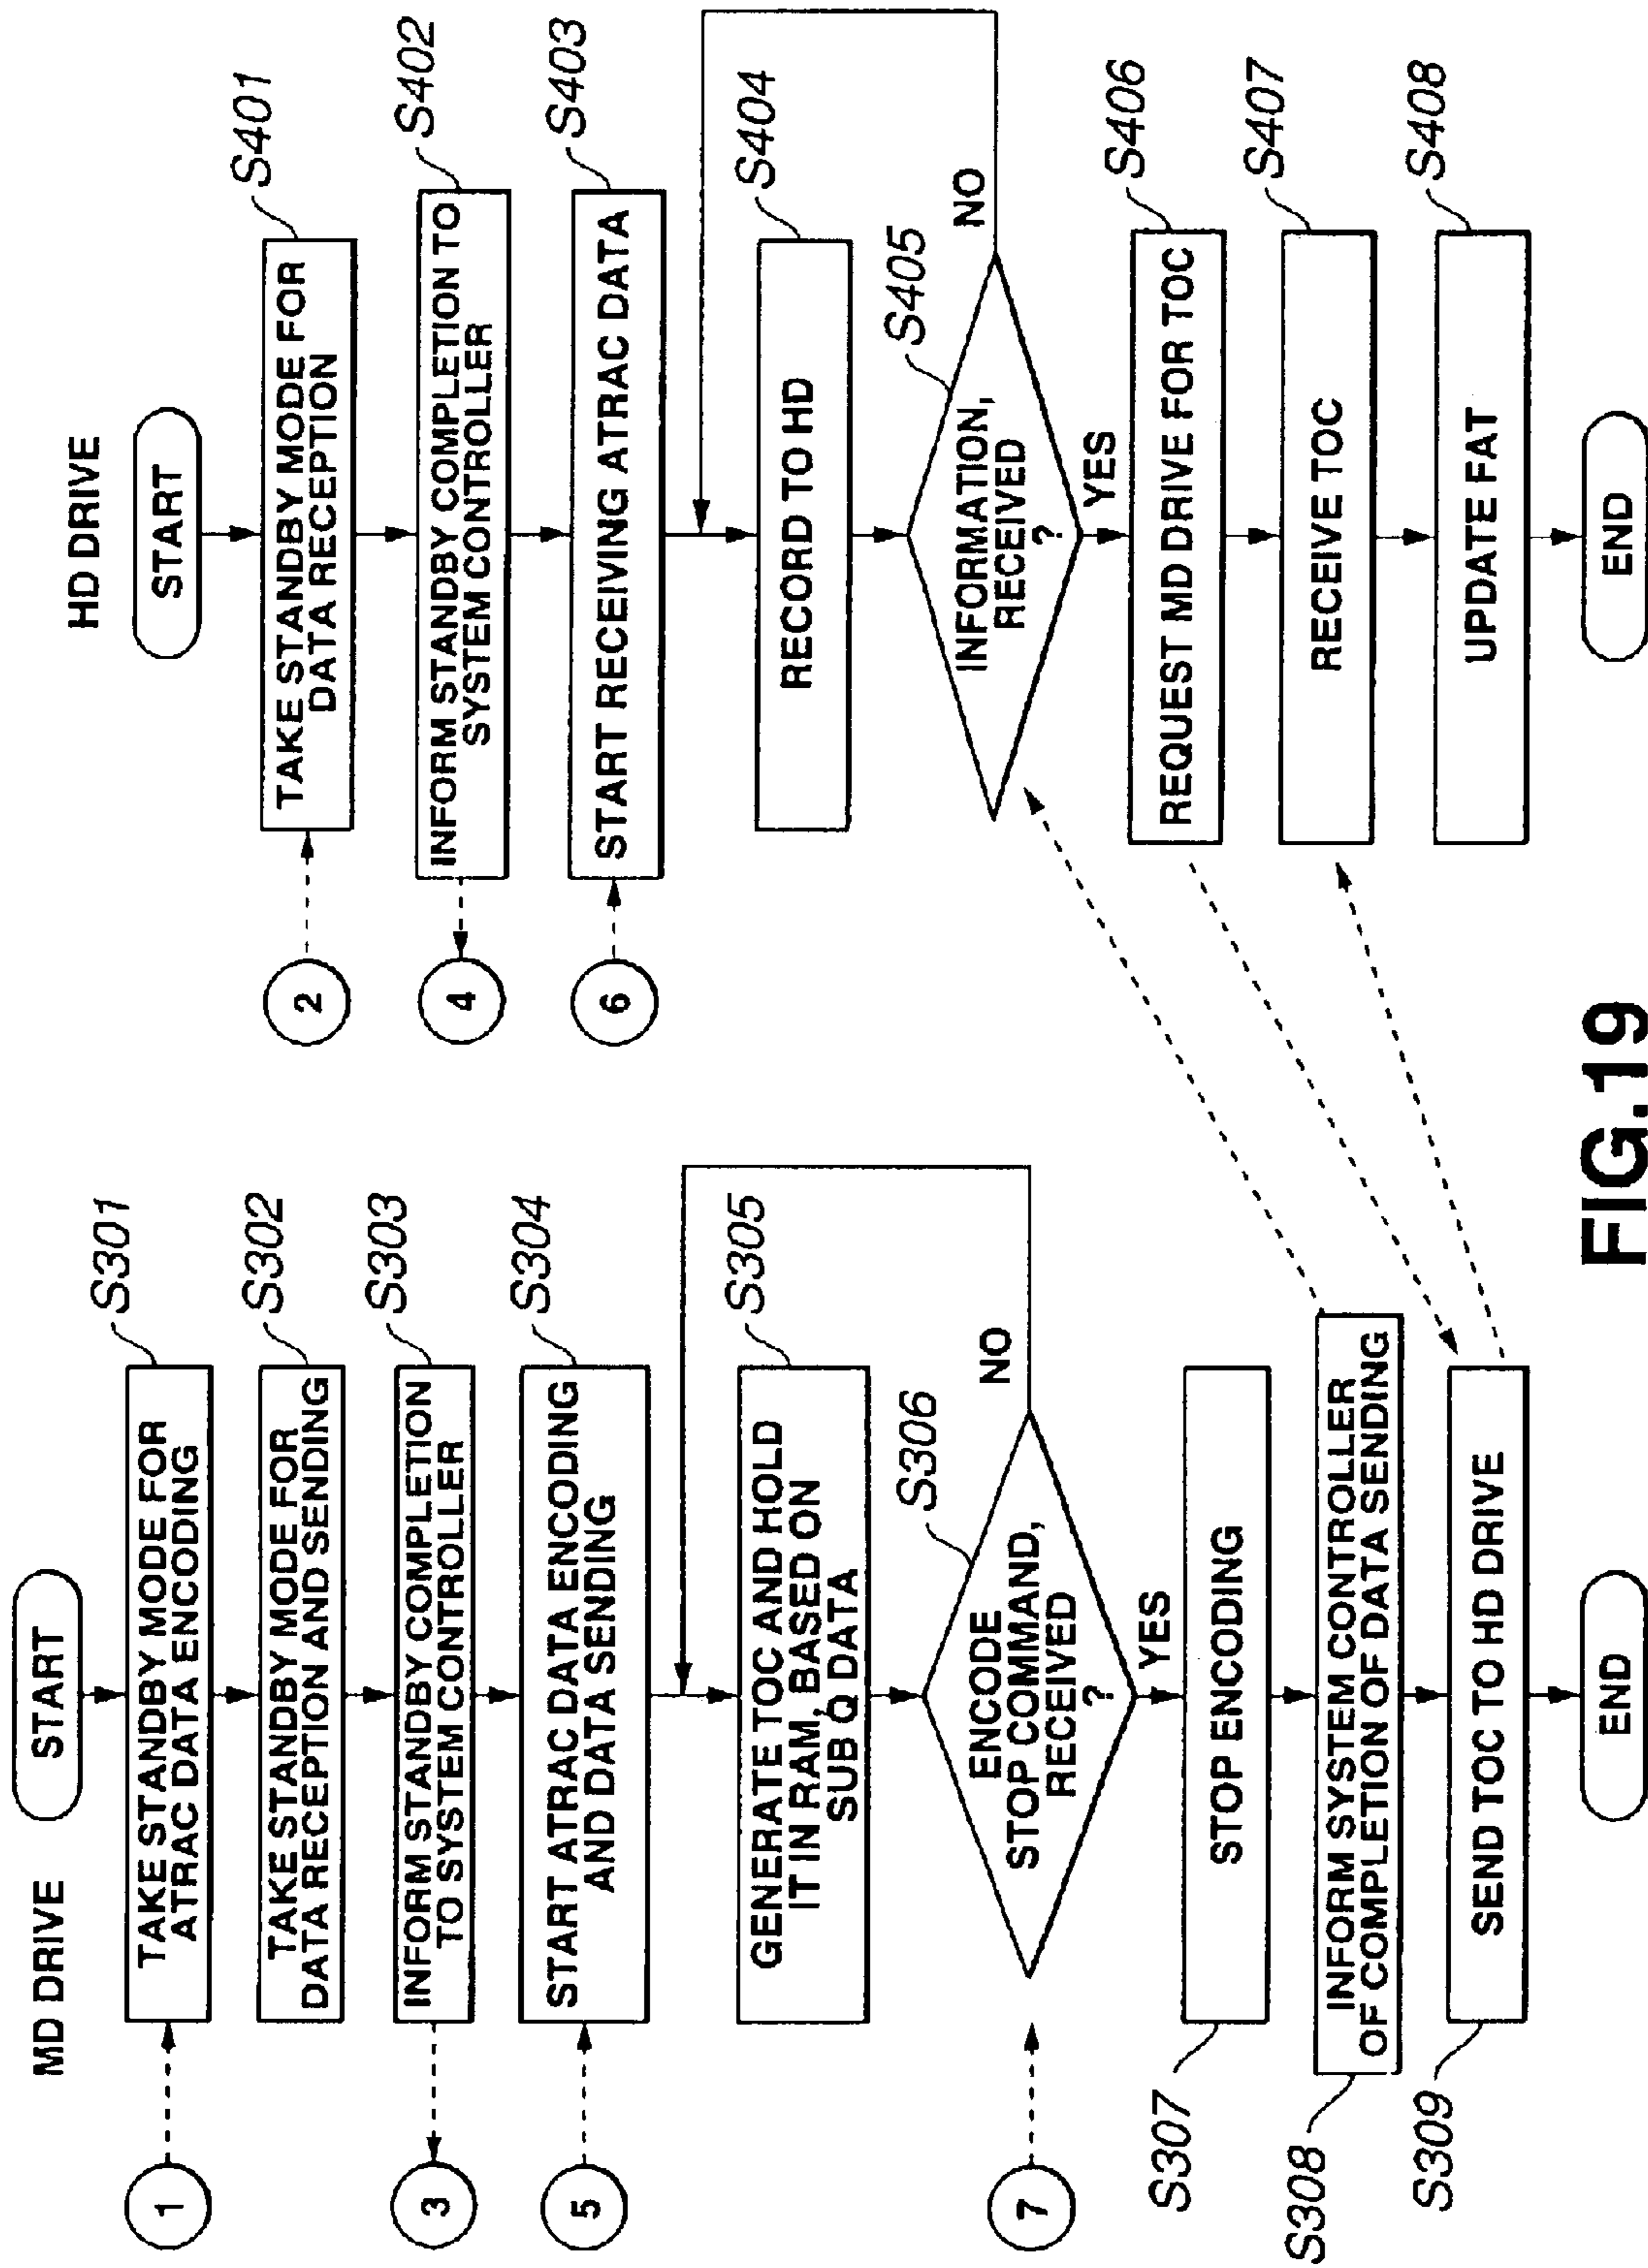 MD DRIVE
START
1
TAKE STANDBY MODE FOR
ATRAC DATA ENCODING
S301
TAKE STANDBY MODE FOR
DATA RECEPTION AND SENDING
S302
3
INFORM STANDBY COMPLETION
TO SYSTEM CONTROLLER
S303
5
START ATRAC DATA ENCODING
AND DATA SENDING
S304
GENERATE TOC AND HOLD
IT IN RAM, BASED ON
SUB Q DATA
S305
7
ENCODE
STOP COMMAND,
RECEIVED
?
S306
NO
YES
S307
STOP ENCODING
S308
INFORM SYSTEM CONTROLLER
OF COMPLETION OF DATA SENDING
S309
SEND TOC TO HD DRIVE
END
HD DRIVE
START
2
TAKE STANDBY MODE FOR
DATA RECEPTION
S401
4
INFORM STANDBY COMPLETION TO
SYSTEM CONTROLLER
S402
6
START RECEIVING ATRAC DATA
S403
RECORD TO HD
S404
INFORMATION,
RECEIVED
?
S405
NO
YES
REQUEST MD DRIVE FOR TOC
S406
RECEIVE TOC
S407
UPDATE FAT
S408
END
FIG.19